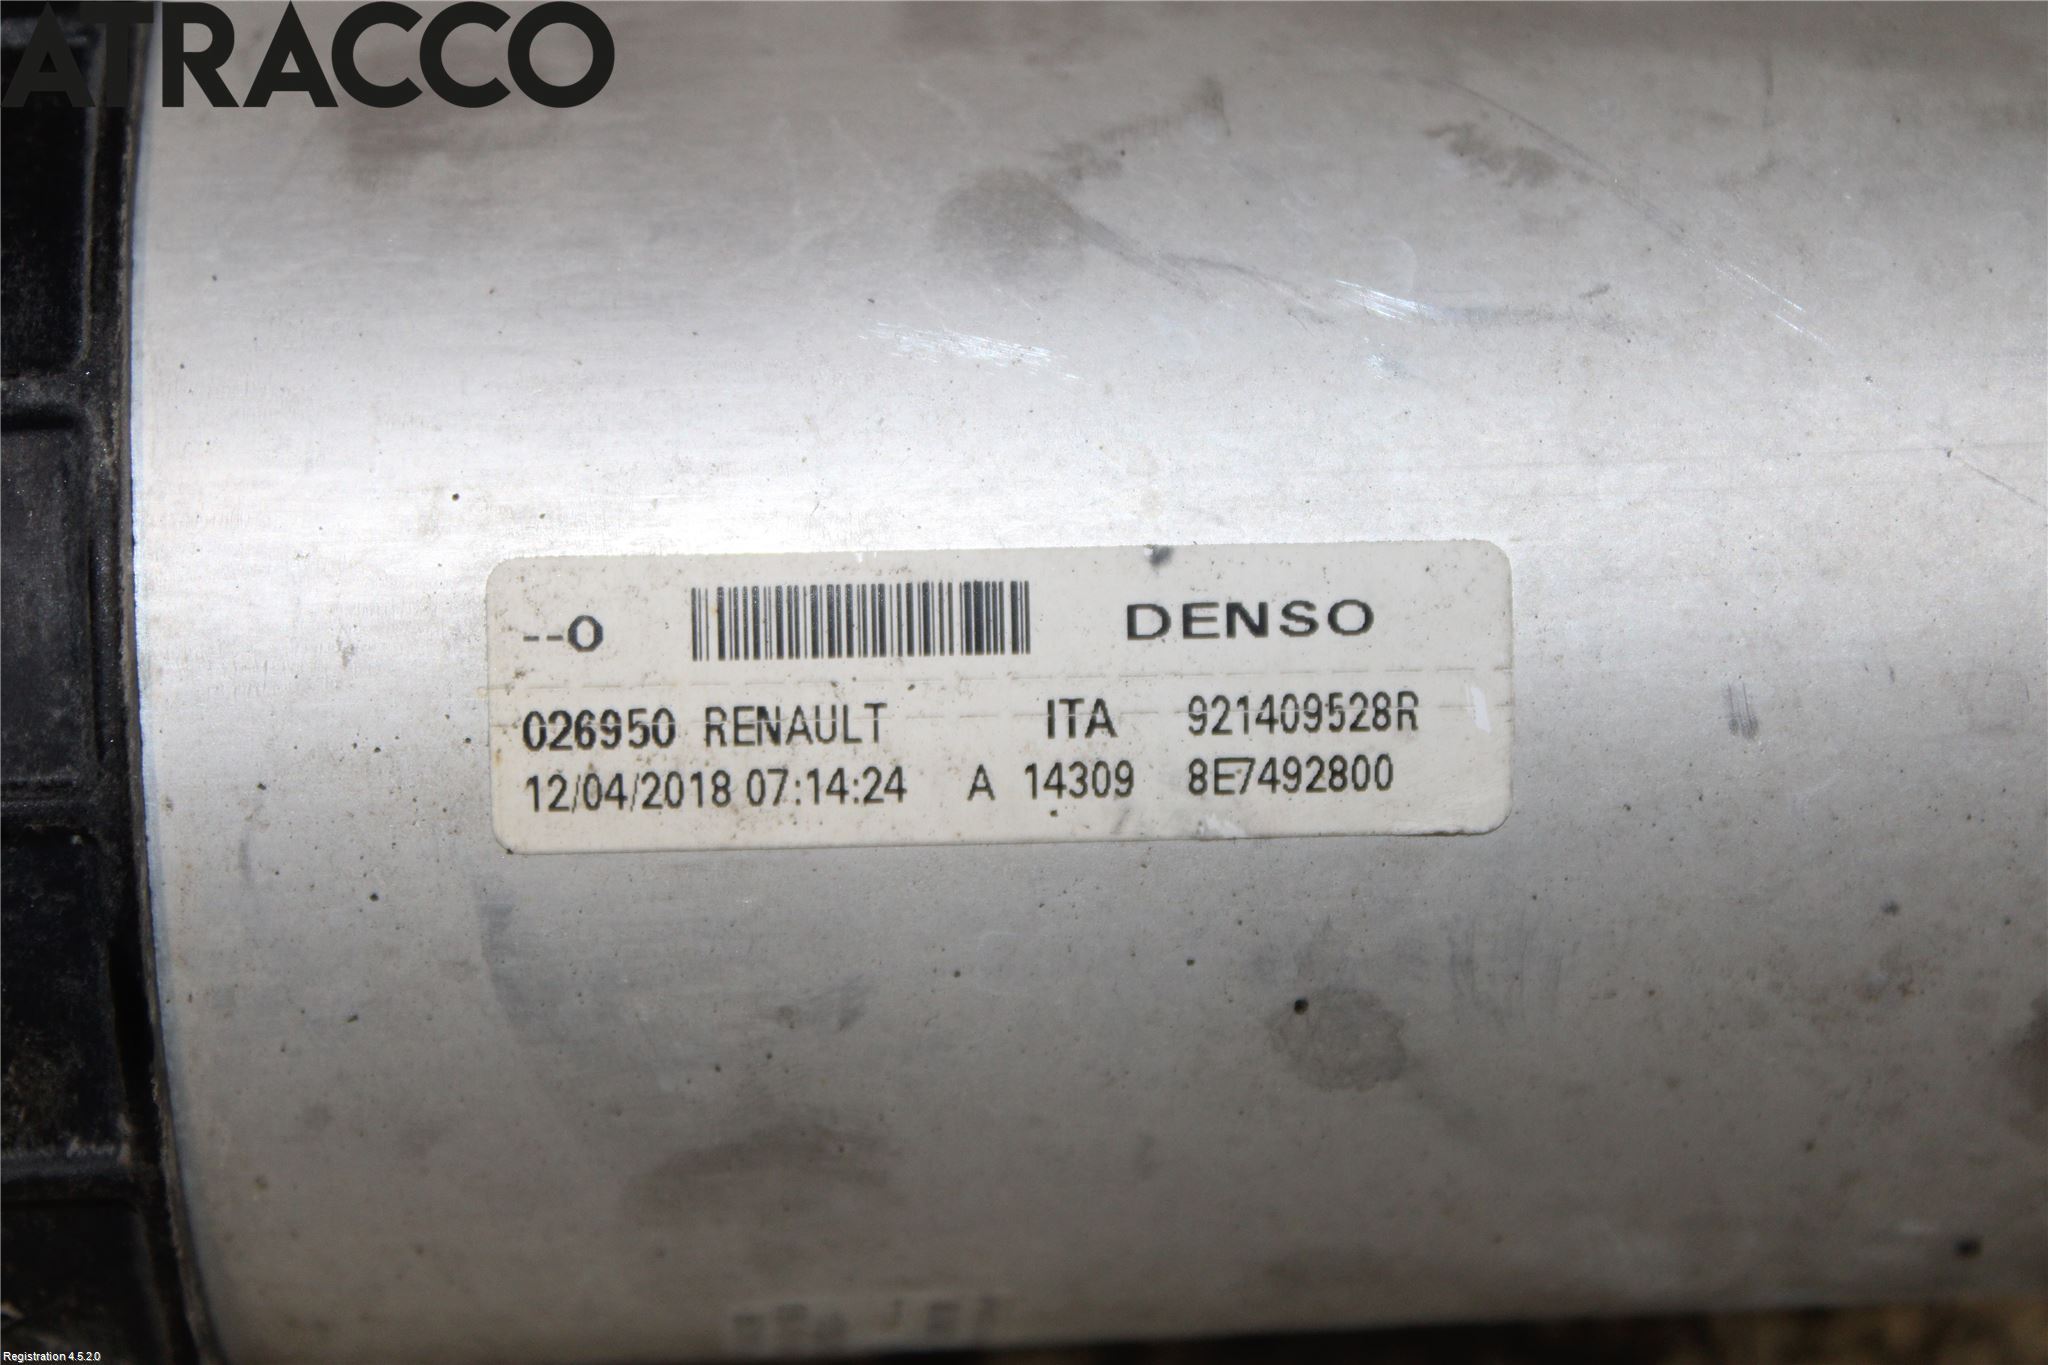 ATRACCO
--O DENSO
026950 RENAULT ITA 921409528R
12/04/2018 07:14:24 A 14309 8E7492800
Registration 4.5.2.0